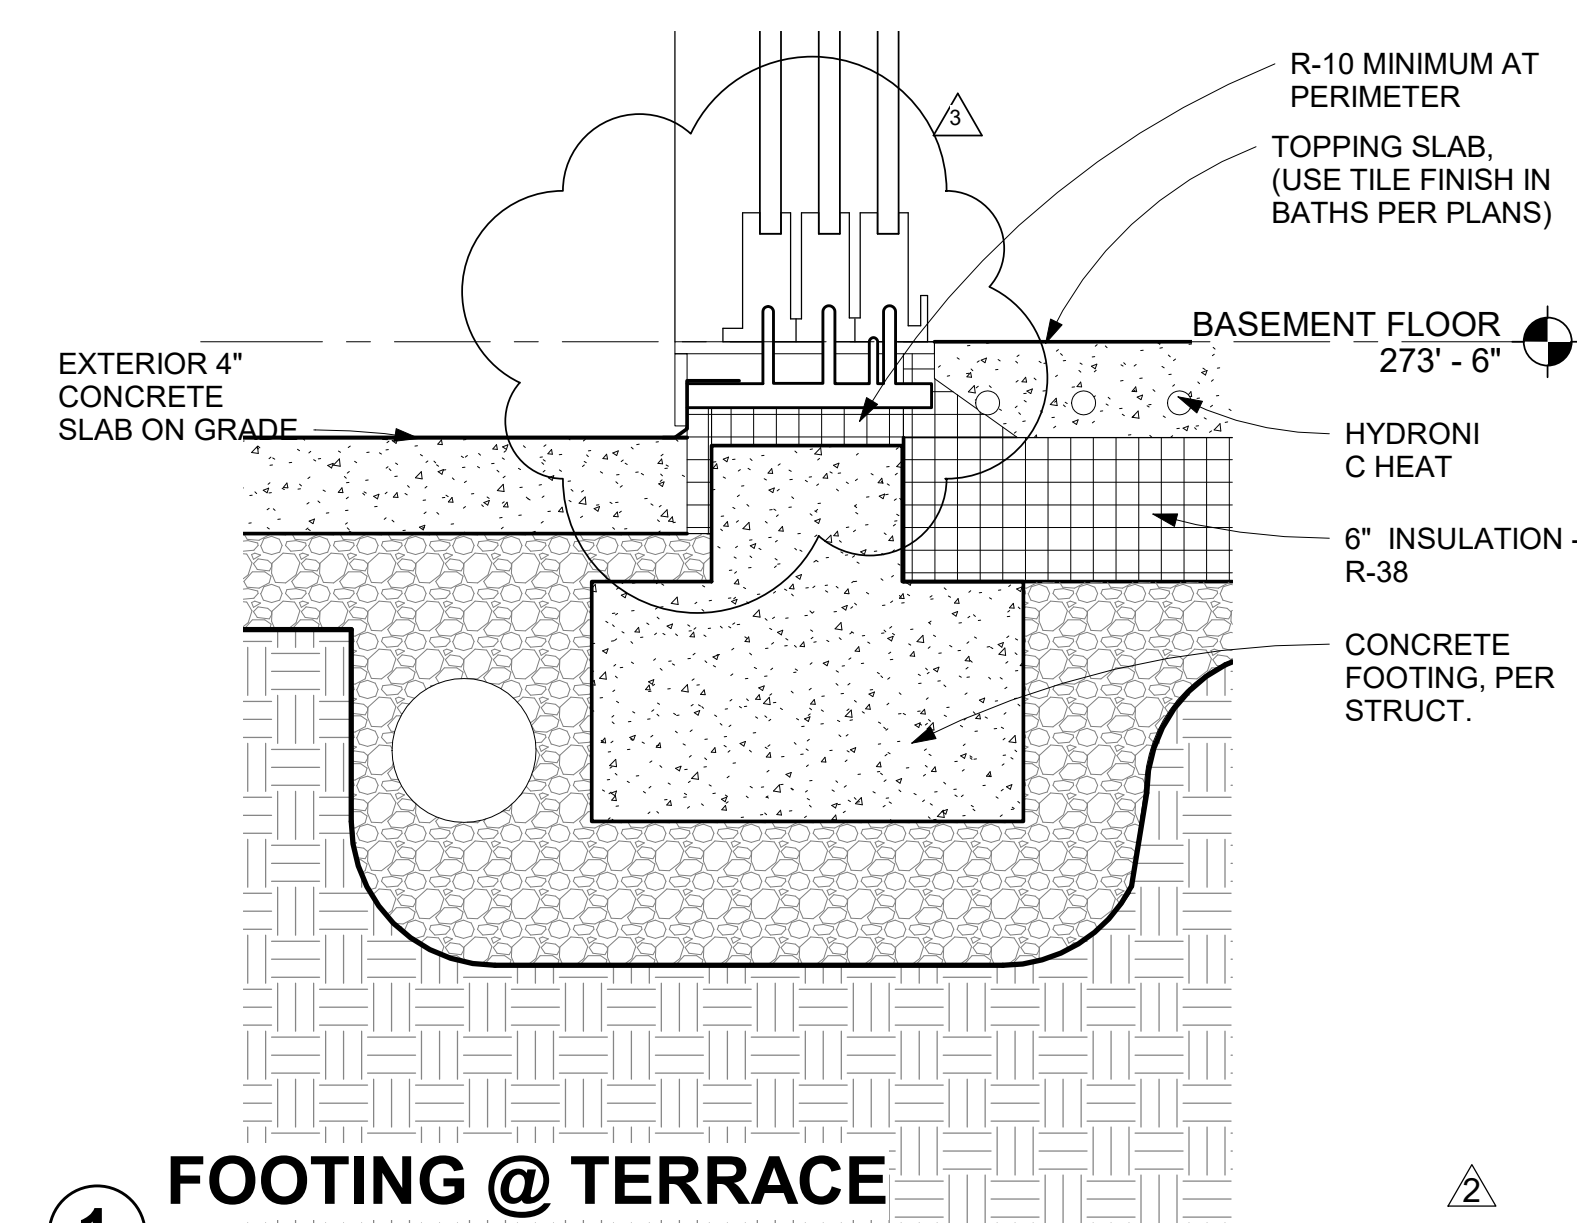 R-10 MINIMUM AT
PERIMETER
3
TOPPING SLAB,
(USE TILE FINISH IN
BATHS PER PLANS)
BASEMENT FLOOR
273' - 6"
EXTERIOR 4"
CONCRETE
SLAB ON GRADE
HYDRONI
C HEAT
6" INSULATION -
R-38
CONCRETE
FOOTING, PER
STRUCT.
FOOTING @ TERRACE
1
2